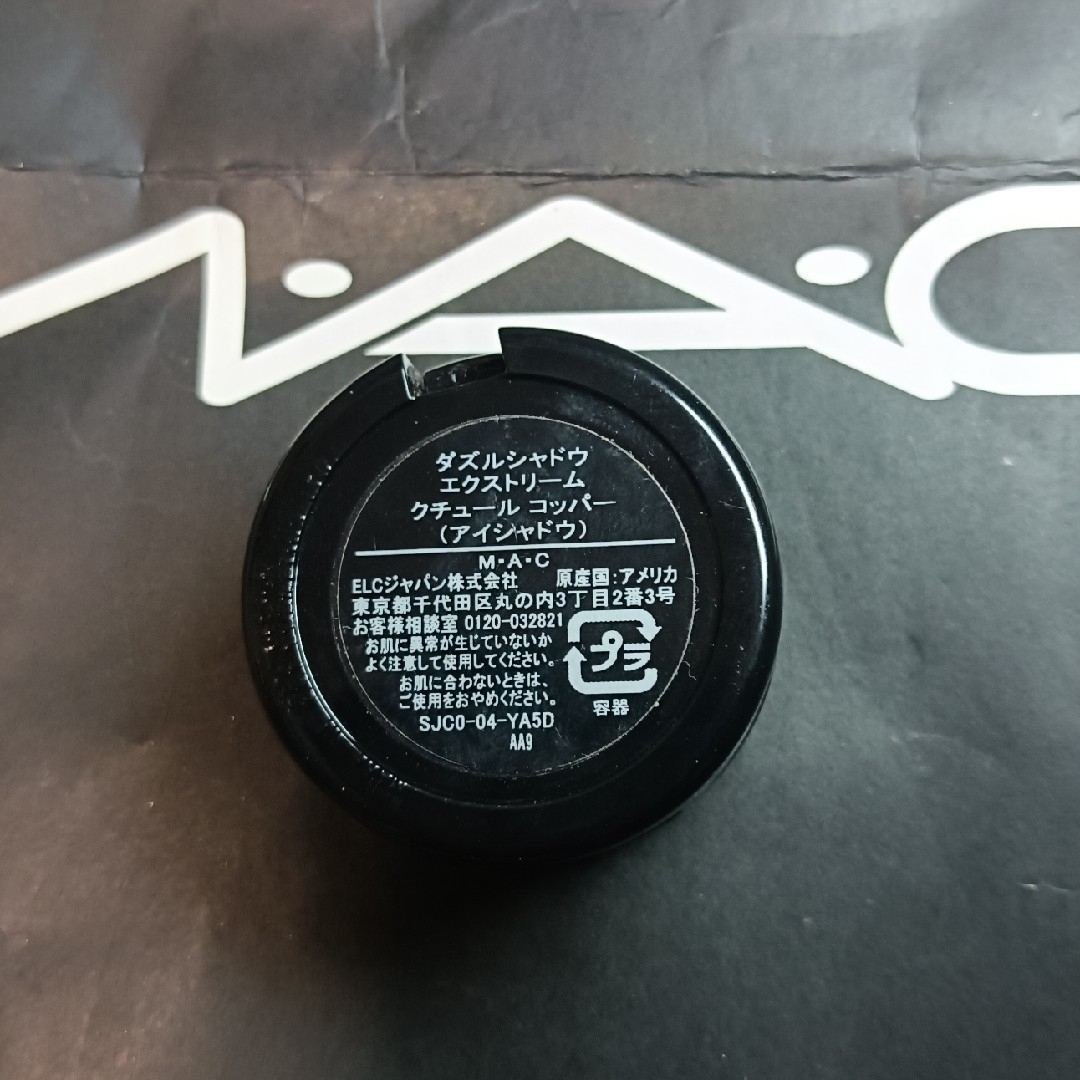 M·A·C
ダズルシャドウ
エクストリーム
クチュール コッパー
（アイシャドウ）
M·A·C
ELCジャパン株式会社 原産国：アメリカ
東京都千代田区丸の内3丁目2番3号
お客様相談室 0120-032821
お肌に異常が生じていないか
よく注意して使用してください。
お肌に合わないときは、
ご使用をおやめください。
プラ
容器
SJC0-04-YA5D
AA9